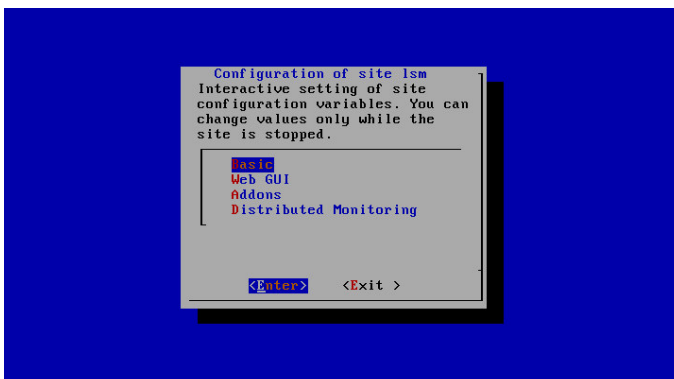 Configuration of site lsm
Interactive setting of site
configuration variables. You can
change values only while the
site is stopped.
Basic
Web GUI
Addons
Distributed Monitoring
<Enter> <Exit >